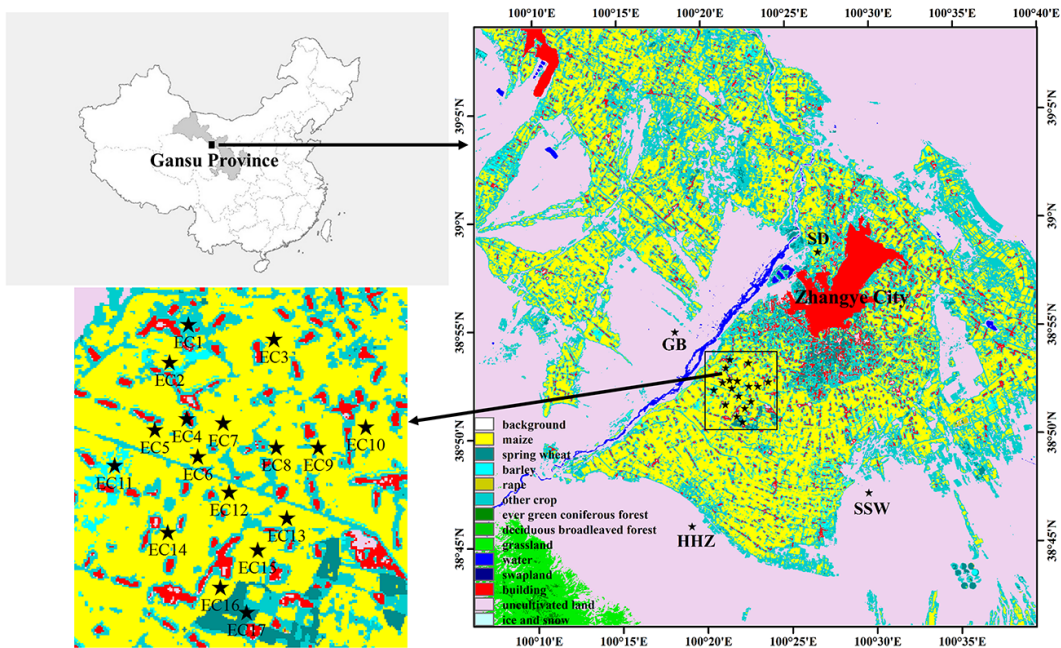 100°10'E 100°15'E 100°20'E 100°25'E 100°30'E 100°35'E 100°40'E
Gansu Province
39°5'N
39°5'N
39°N
39°N
38°55'N
38°55'N
38°50'N
38°50'N
38°45'N
38°45'N
SD
Zhangye City
GB
SSW
HHZ
EC1
EC3
EC2
EC4
EC7
EC5
EC10
EC6
EC8
EC9
EC11
EC12
EC13
EC14
EC15
EC16
EC17
background
maize
spring wheat
barley
rape
other crop
ever green coniferous forest
deciduous broadleaved forest
grassland
water
swapland
building
uncultivated land
ice and snow
100°10'E 100°15'E 100°20'E 100°25'E 100°30'E 100°35'E